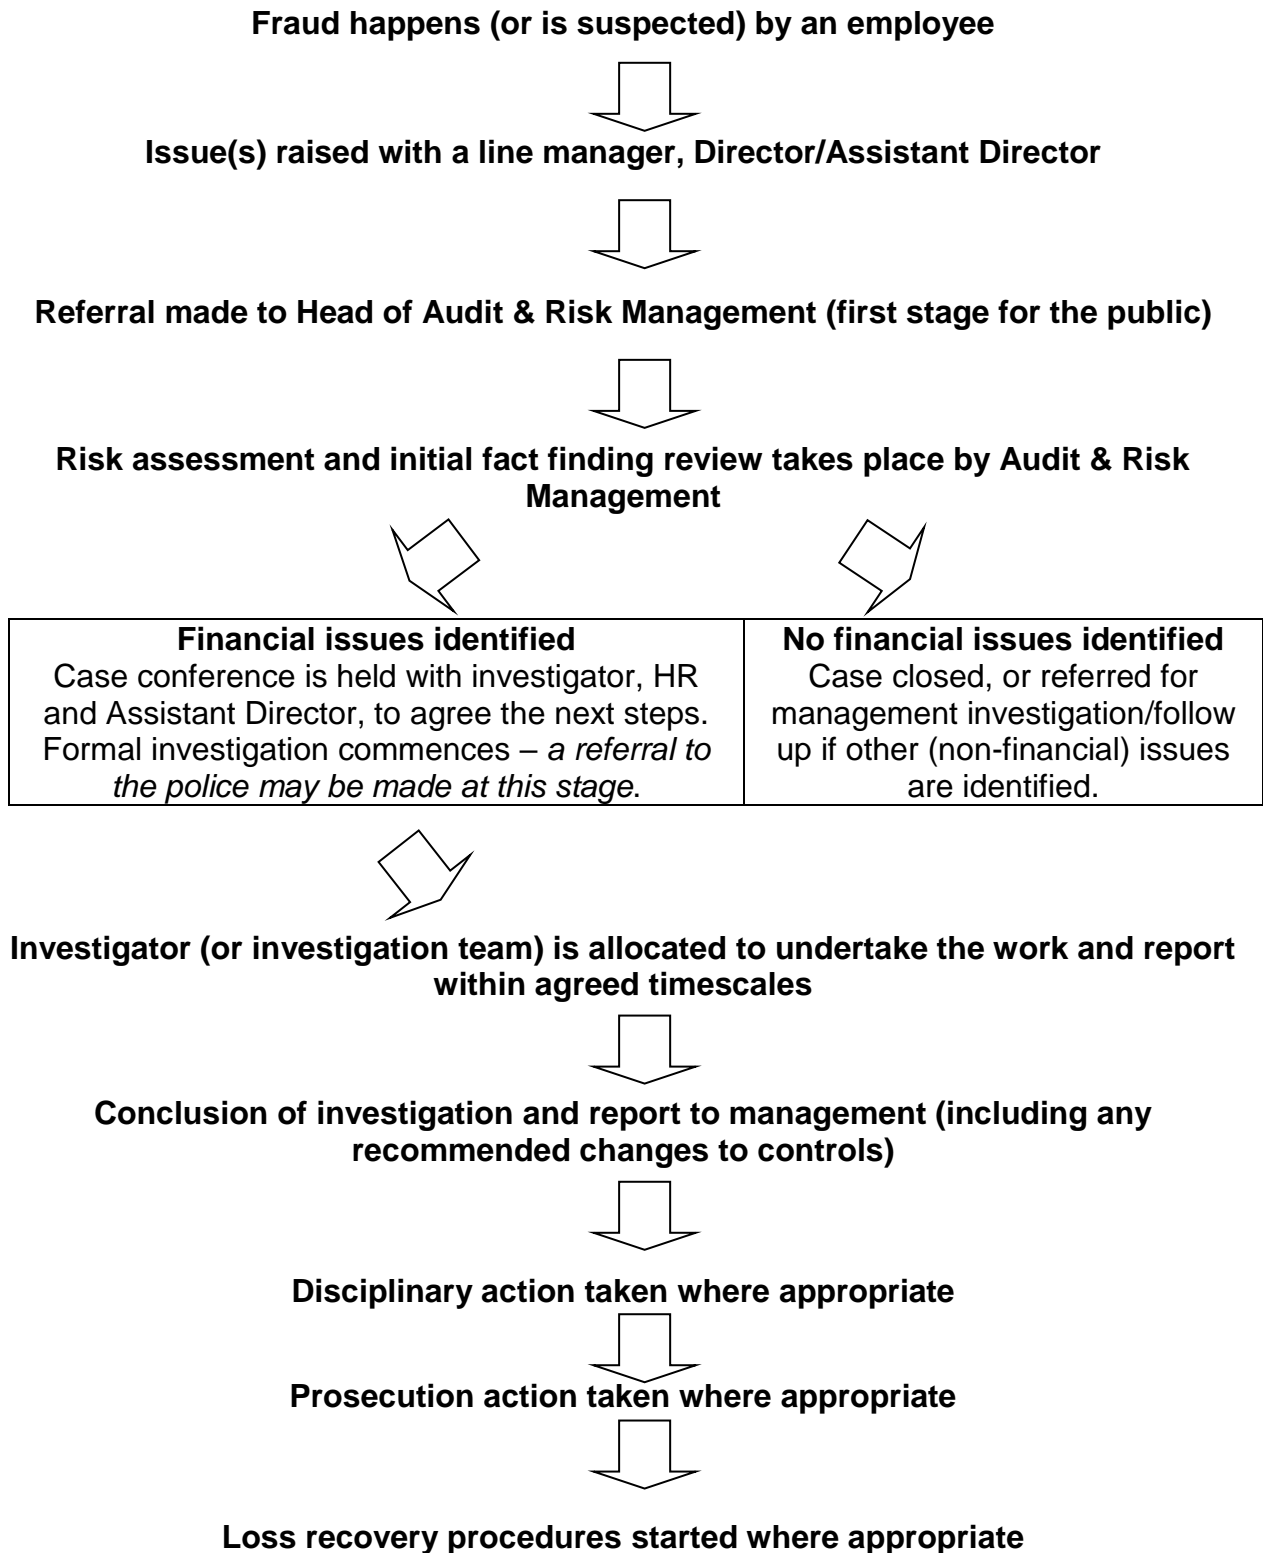 Fraud happens (or is suspected) by an employee
Issue(s) raised with a line manager, Director/Assistant Director
Referral made to Head of Audit & Risk Management (first stage for the public)
Risk assessment and initial fact finding review takes place by Audit & Risk
Management
Financial issues identified
Case conference is held with investigator, HR
and Assistant Director, to agree the next steps.
Formal investigation commences – a referral to
the police may be made at this stage.
No financial issues identified
Case closed, or referred for
management investigation/follow
up if other (non-financial) issues
are identified.
Investigator (or investigation team) is allocated to undertake the work and report
within agreed timescales
Conclusion of investigation and report to management (including any
recommended changes to controls)
Disciplinary action taken where appropriate
Prosecution action taken where appropriate
Loss recovery procedures started where appropriate